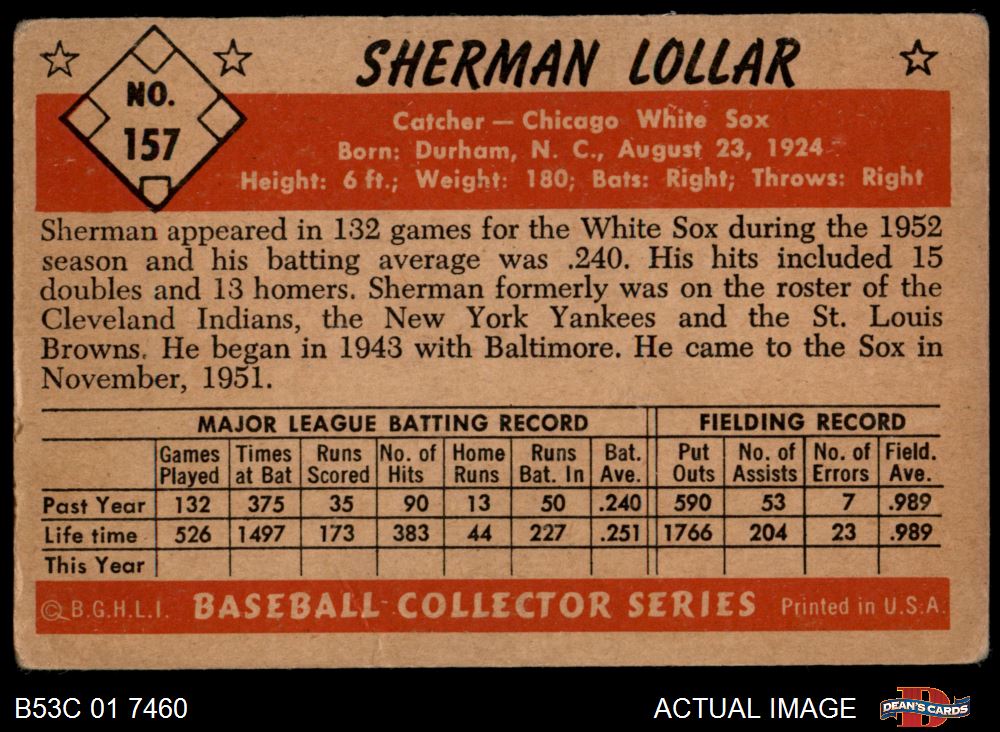 SHERMAN LOLLAR
NO.
157
Catcher — Chicago White Sox
Born: Durham, N. C., August 23, 1924
Height: 6 ft.; Weight: 180; Bats: Right; Throws: Right
Sherman appeared in 132 games for the White Sox during the 1952
season and his batting average was .240. His hits included 15
doubles and 13 homers. Sherman formerly was on the roster of the
Cleveland Indians, the New York Yankees and the St. Louis
Browns. He began in 1943 with Baltimore. He came to the Sox in
November, 1951.
MAJOR LEAGUE BATTING RECORD FIELDING RECORD
Games Times Runs No. of Home Runs Bat. Put No. of No. of Field.
Played at Bat Scored Hits Runs Bat. In Ave. Outs Assists Errors Ave.
Past Year 132 375 35 90 13 50 .240 590 53 7 .989
Life time 526 1497 173 383 44 227 .251 1766 204 23 .989
This Year
© B.G.H.L.I. BASEBALL COLLECTOR SERIES Printed in U.S.A.
B53C 01 7460 ACTUAL IMAGE D DEAN'S CARDS